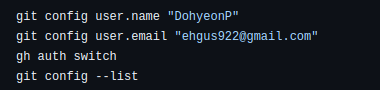 git config user.name "DohyeonP"
git config user.email "ehgus922@gmail.com"
gh auth switch
git config --list